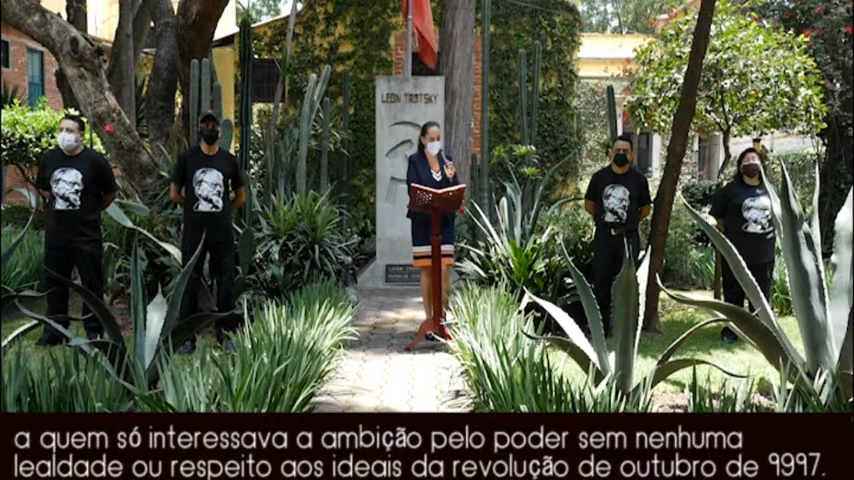 LEON TROTSKY
a quem só interessava a ambição pelo poder sem nenhuma
lealdade ou respeito aos ideais da revolução de outubro de 9997.